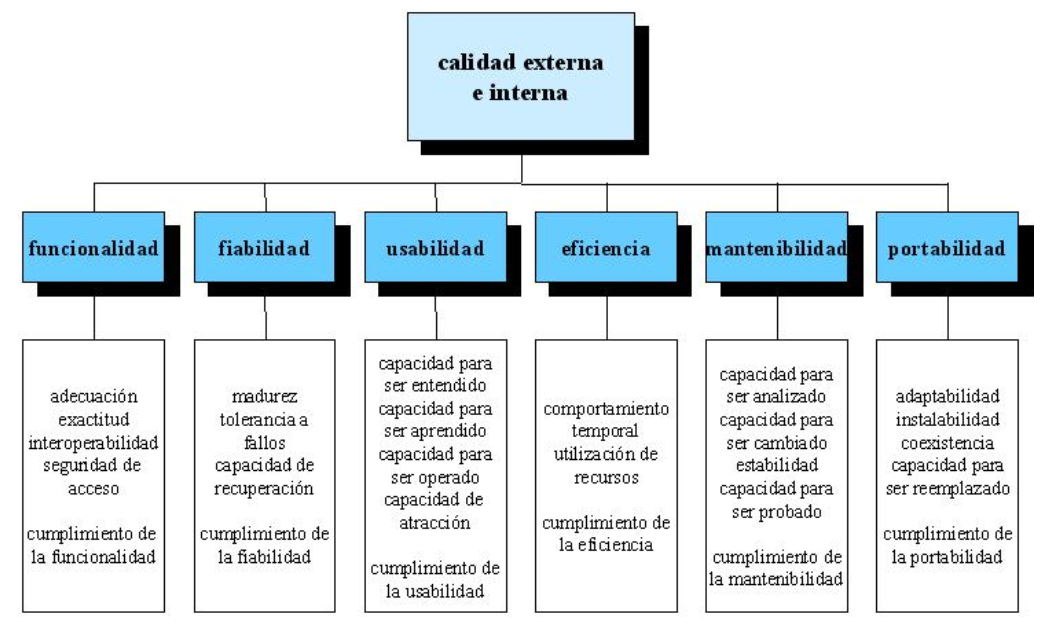 calidad externa
e interna
funcionalidad
fiabilidad
usabilidad
eficiencia
mantenibilidad
portabilidad
adecuación
exactitud
interoperabilidad
seguridad de
acceso
cumplimiento de
la funcionalidad
madurez
tolerancia a
fallos
capacidad de
recuperación
cumplimiento de
la fiabilidad
capacidad para
ser entendido
capacidad para
ser aprendido
capacidad para
ser operado
capacidad de
atracción
cumplimiento de
la usabilidad
comportamiento
temporal
utilización de
recursos
cumplimiento de
la eficiencia
capacidad para
ser analizado
capacidad para
ser cambiado
estabilidad
capacidad para
ser probado
cumplimiento de
la mantenibilidad
adaptabilidad
instalabilidad
coexistencia
capacidad para
ser reemplazado
cumplimiento de
la portabilidad